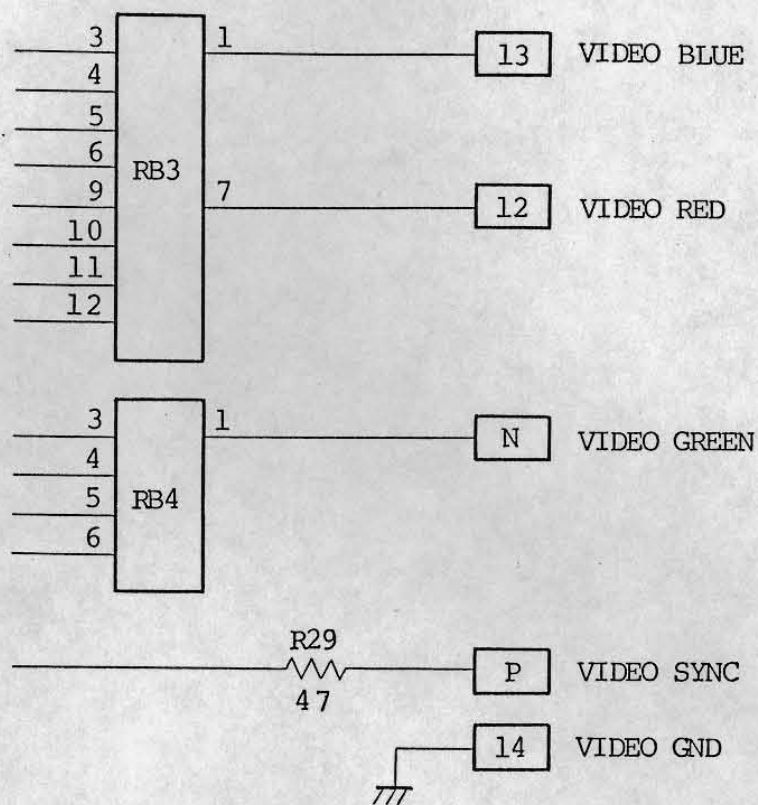 3 1 13 VIDEO BLUE
4
5
6
RB3
9 7 12 VIDEO RED
10
11
12
3 1 N VIDEO GREEN
4
5 RB4
6
R29
47
P VIDEO SYNC
14 VIDEO GND